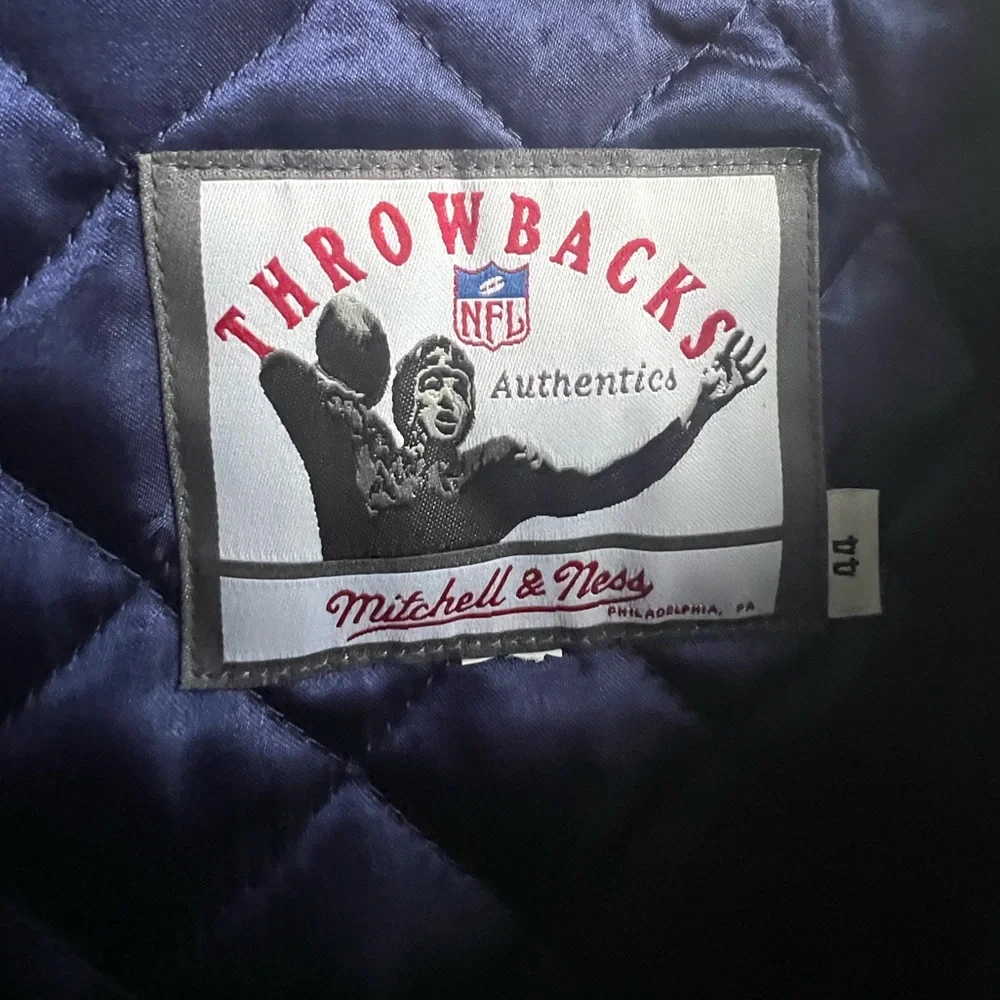 THROWBACKS
NFL
Authentics
Mitchell & Ness
PHILADELPHIA, PA
44